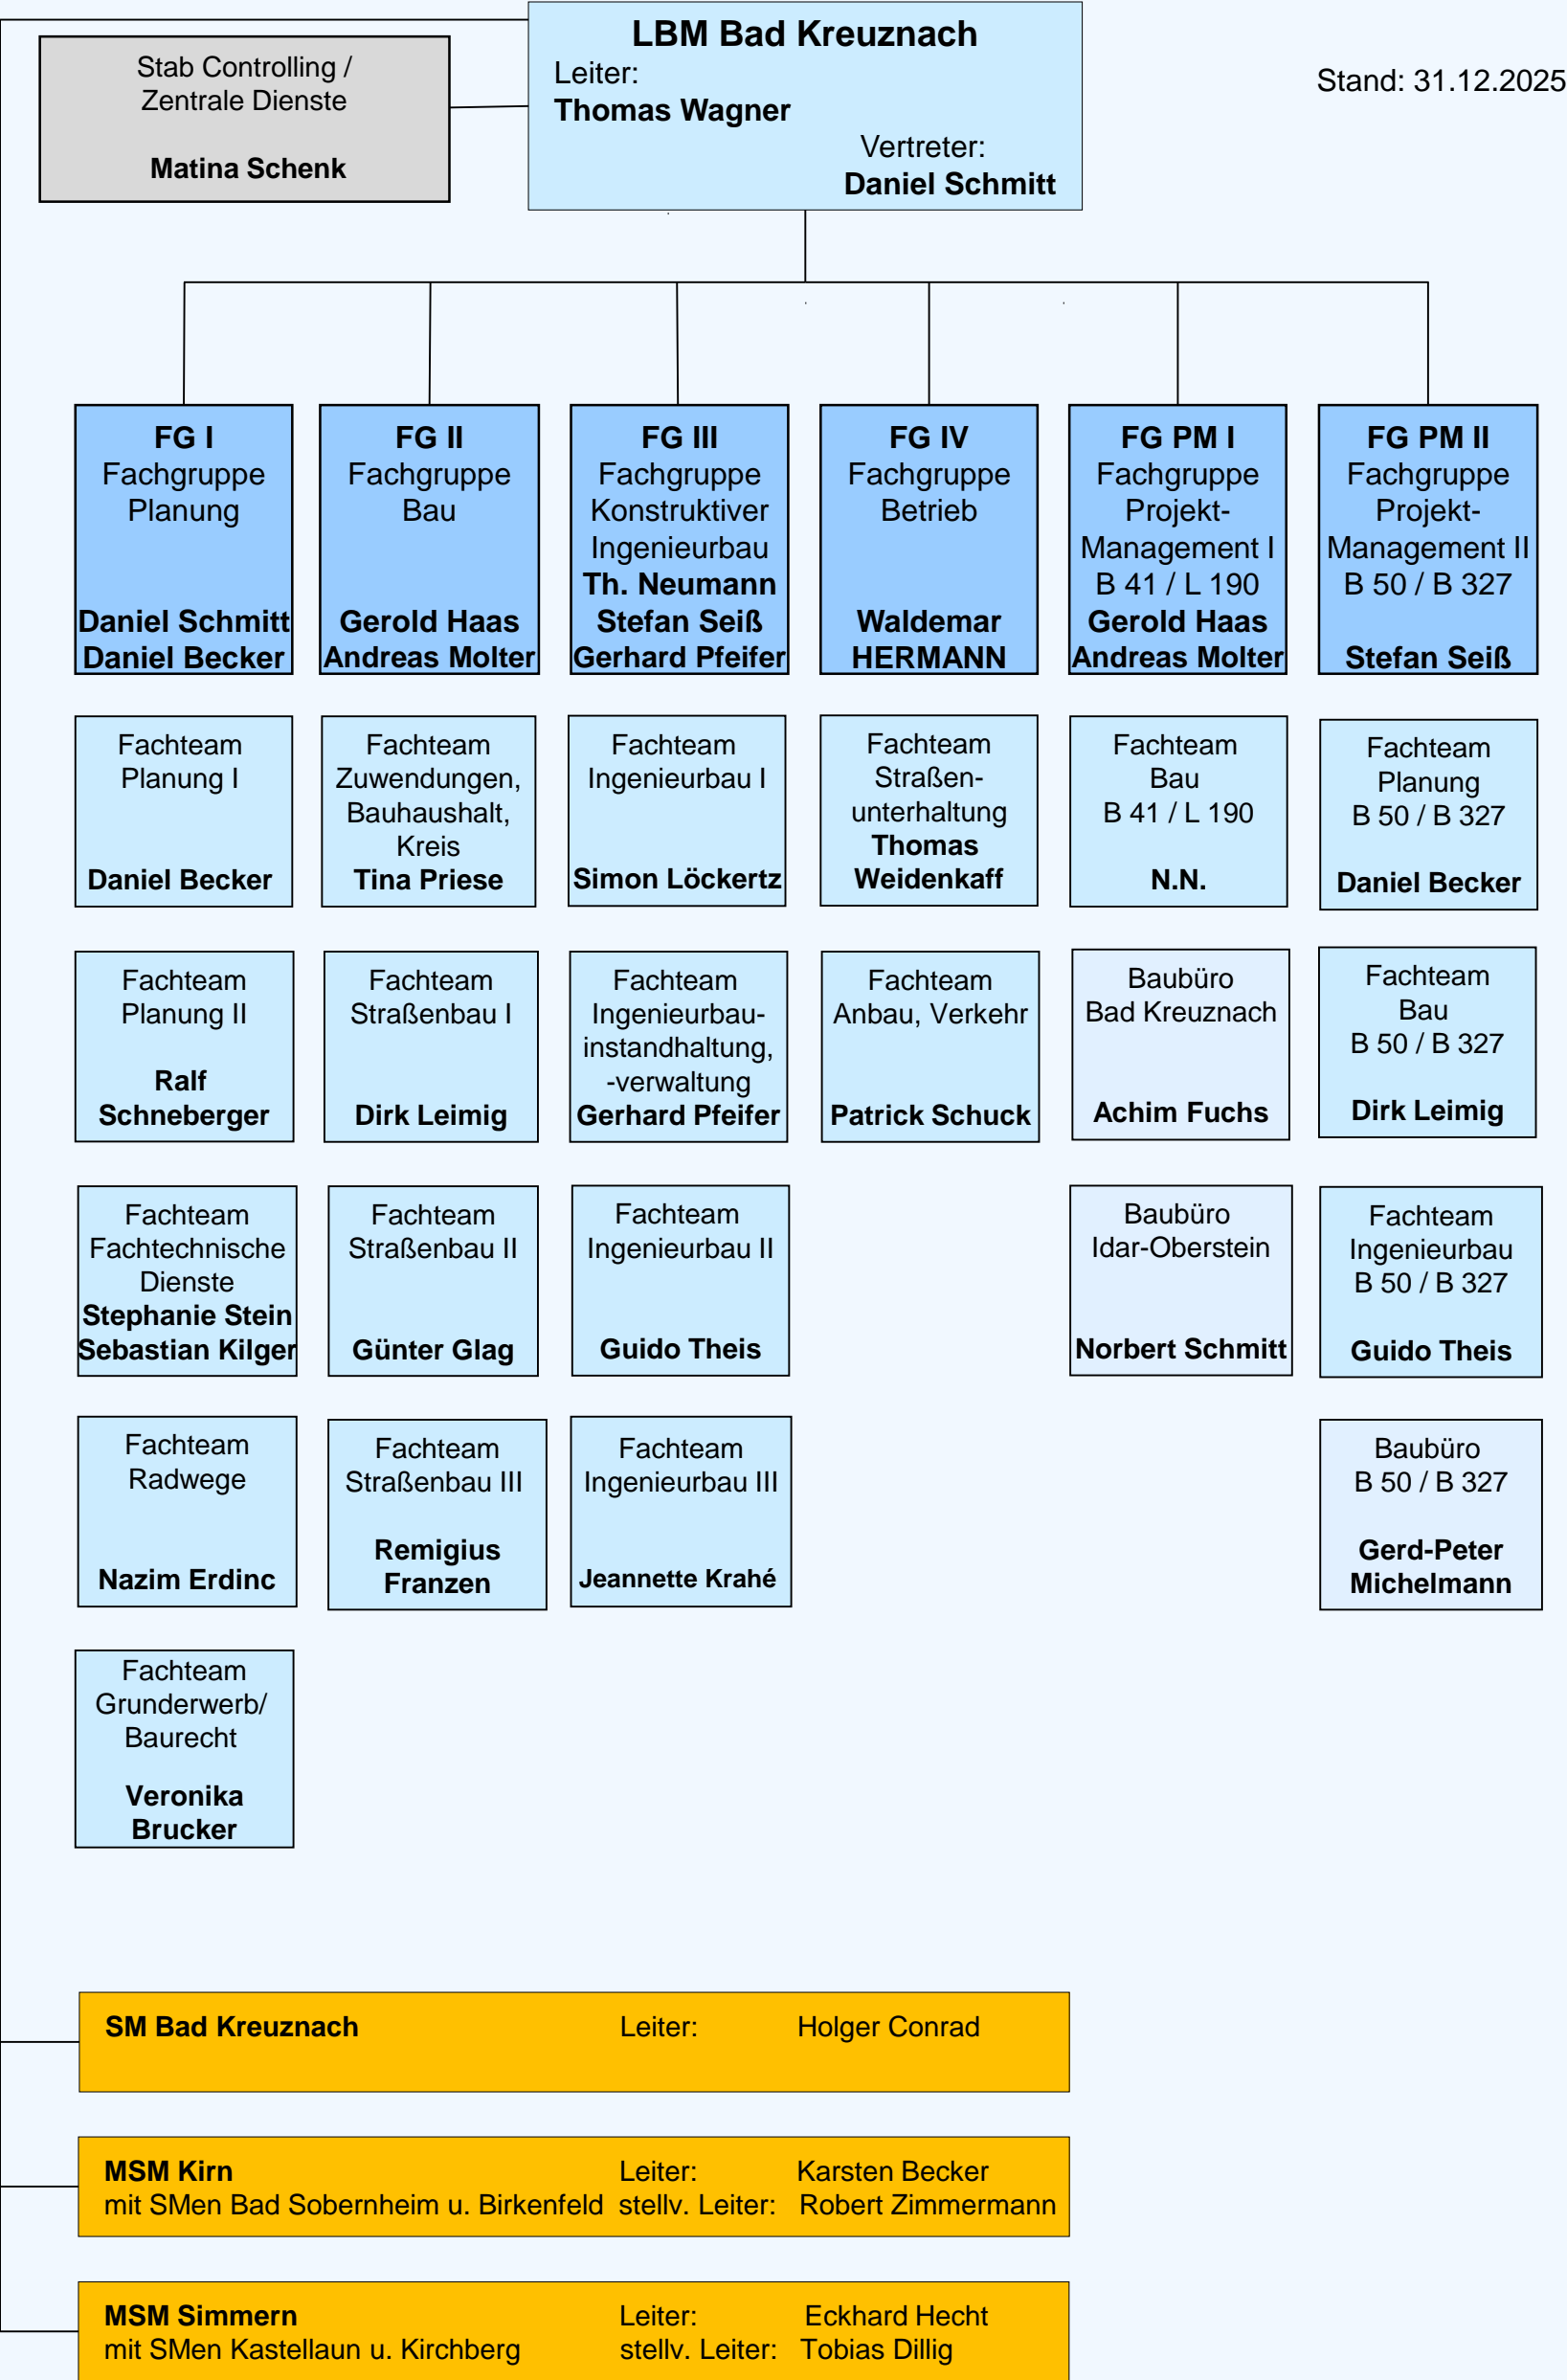 LBM Bad Kreuznach
Leiter:
Thomas Wagner
Vertreter:
Daniel Schmitt
Stab Controlling /
Zentrale Dienste
Matina Schenk
Stand: 31.12.2025
FG I
Fachgruppe
Planung
Daniel Schmitt
Daniel Becker
FG II
Fachgruppe
Bau
Gerold Haas
Andreas Molter
FG III
Fachgruppe
Konstruktiver
Ingenieurbau
Th. Neumann
Stefan Seiß
Gerhard Pfeifer
FG IV
Fachgruppe
Betrieb
Waldemar
HERMANN
FG PM I
Fachgruppe
Projekt-
Management I
B 41 / L 190
Gerold Haas
Andreas Molter
FG PM II
Fachgruppe
Projekt-
Management II
B 50 / B 327
Stefan Seiß
Fachteam
Planung I
Daniel Becker
Fachteam
Zuwendungen,
Bauhaushalt,
Kreis
Tina Priese
Fachteam
Ingenieurbau I
Simon Löckertz
Fachteam
Straßen-
unterhaltung
Thomas
Weidenkaff
Fachteam
Bau
B 41 / L 190
N.N.
Fachteam
Planung
B 50 / B 327
Daniel Becker
Fachteam
Planung II
Ralf
Schneberger
Fachteam
Straßenbau I
Dirk Leimig
Fachteam
Ingenieurbau-
instandhaltung,
-verwaltung
Gerhard Pfeifer
Fachteam
Anbau, Verkehr
Patrick Schuck
Baubüro
Bad Kreuznach
Achim Fuchs
Fachteam
Bau
B 50 / B 327
Dirk Leimig
Fachteam
Fachtechnische
Dienste
Stephanie Stein
Sebastian Kilger
Fachteam
Straßenbau II
Günter Glag
Fachteam
Ingenieurbau II
Guido Theis
Baubüro
Idar-Oberstein
Norbert Schmitt
Fachteam
Ingenieurbau
B 50 / B 327
Guido Theis
Fachteam
Radwege
Nazim Erdinc
Fachteam
Straßenbau III
Remigius
Franzen
Fachteam
Ingenieurbau III
Jeannette Krahé
Baubüro
B 50 / B 327
Gerd-Peter
Michelmann
Fachteam
Grunderwerb/
Baurecht
Veronika
Brucker
SM Bad Kreuznach Leiter: Holger Conrad
MSM Kirn Leiter: Karsten Becker
mit SMen Bad Sobernheim u. Birkenfeld stellv. Leiter: Robert Zimmermann
MSM Simmern Leiter: Eckhard Hecht
mit SMen Kastellaun u. Kirchberg stellv. Leiter: Tobias Dillig